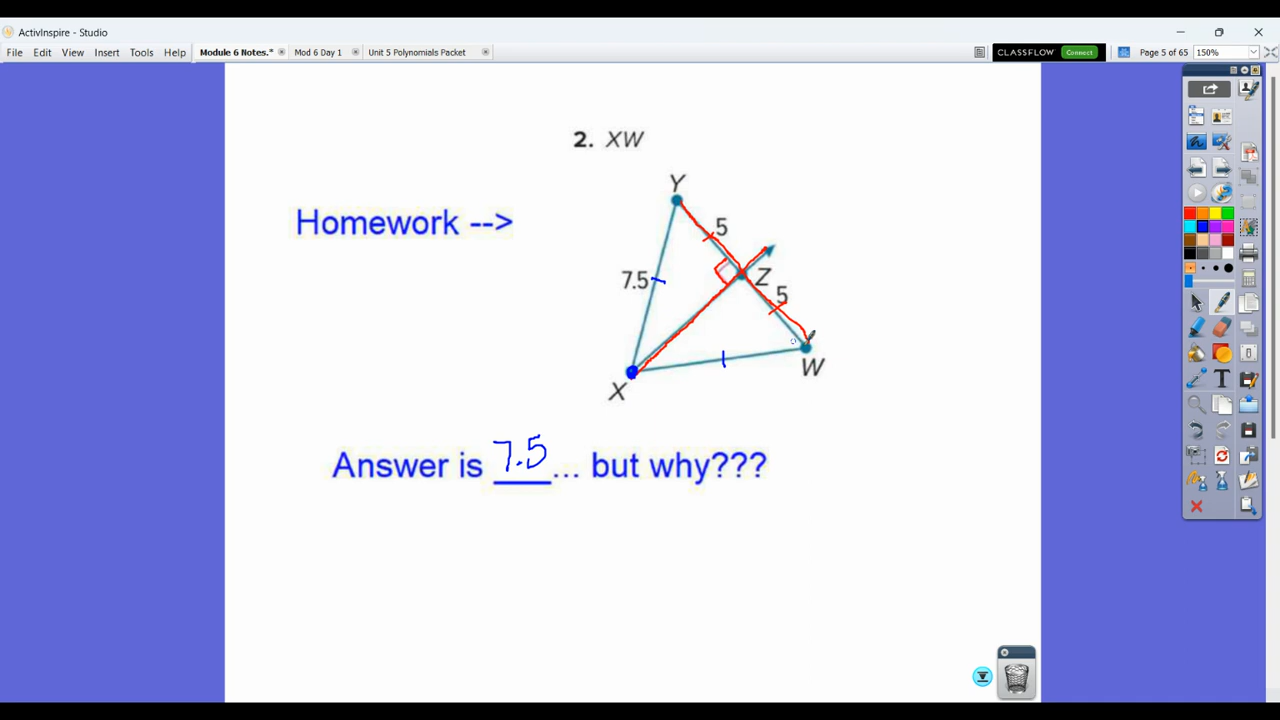 ActivInspire - Studio
File Edit View Insert Tools Help Module 6 Notes.* Mod 6 Day 1 Unit 5 Polynomials Packet CLASSFLOW Connect Page 5 of 65 150%
2. XW
Y
Homework -->
5
7.5
Z
5
W
X
Answer is 7.5... but why???
T